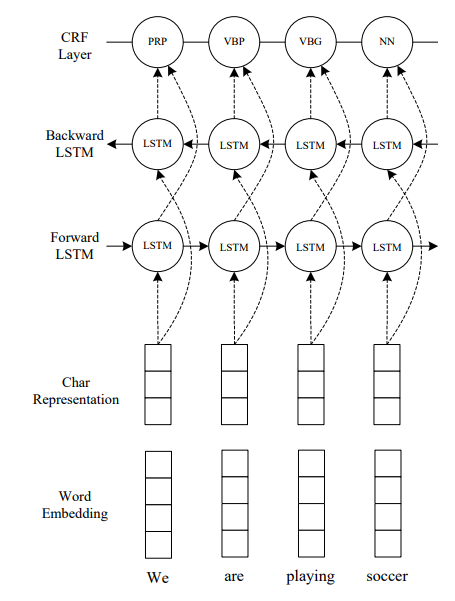 CRF
Layer
PRP VBP VBG NN
Backward
LSTM
LSTM LSTM LSTM LSTM
Forward
LSTM
LSTM LSTM LSTM LSTM
Char
Representation
Word
Embedding
We are playing soccer